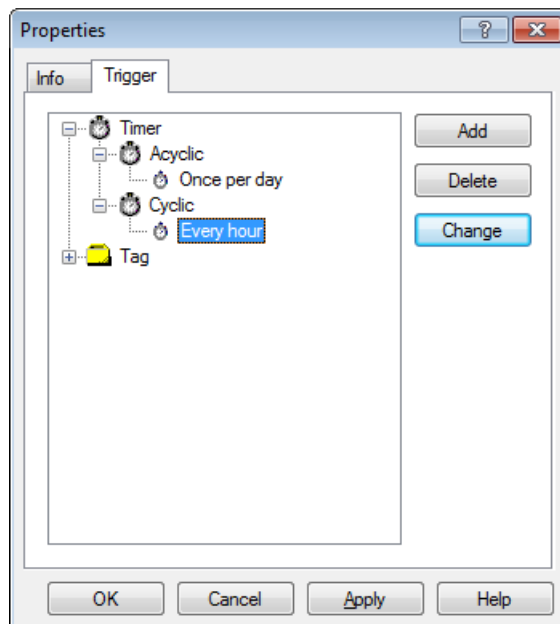 Properties
Info
Trigger
Timer
Acyclic
Once per day
Cyclic
Every hour
Tag
Add
Delete
Change
OK
Cancel
Apply
Help